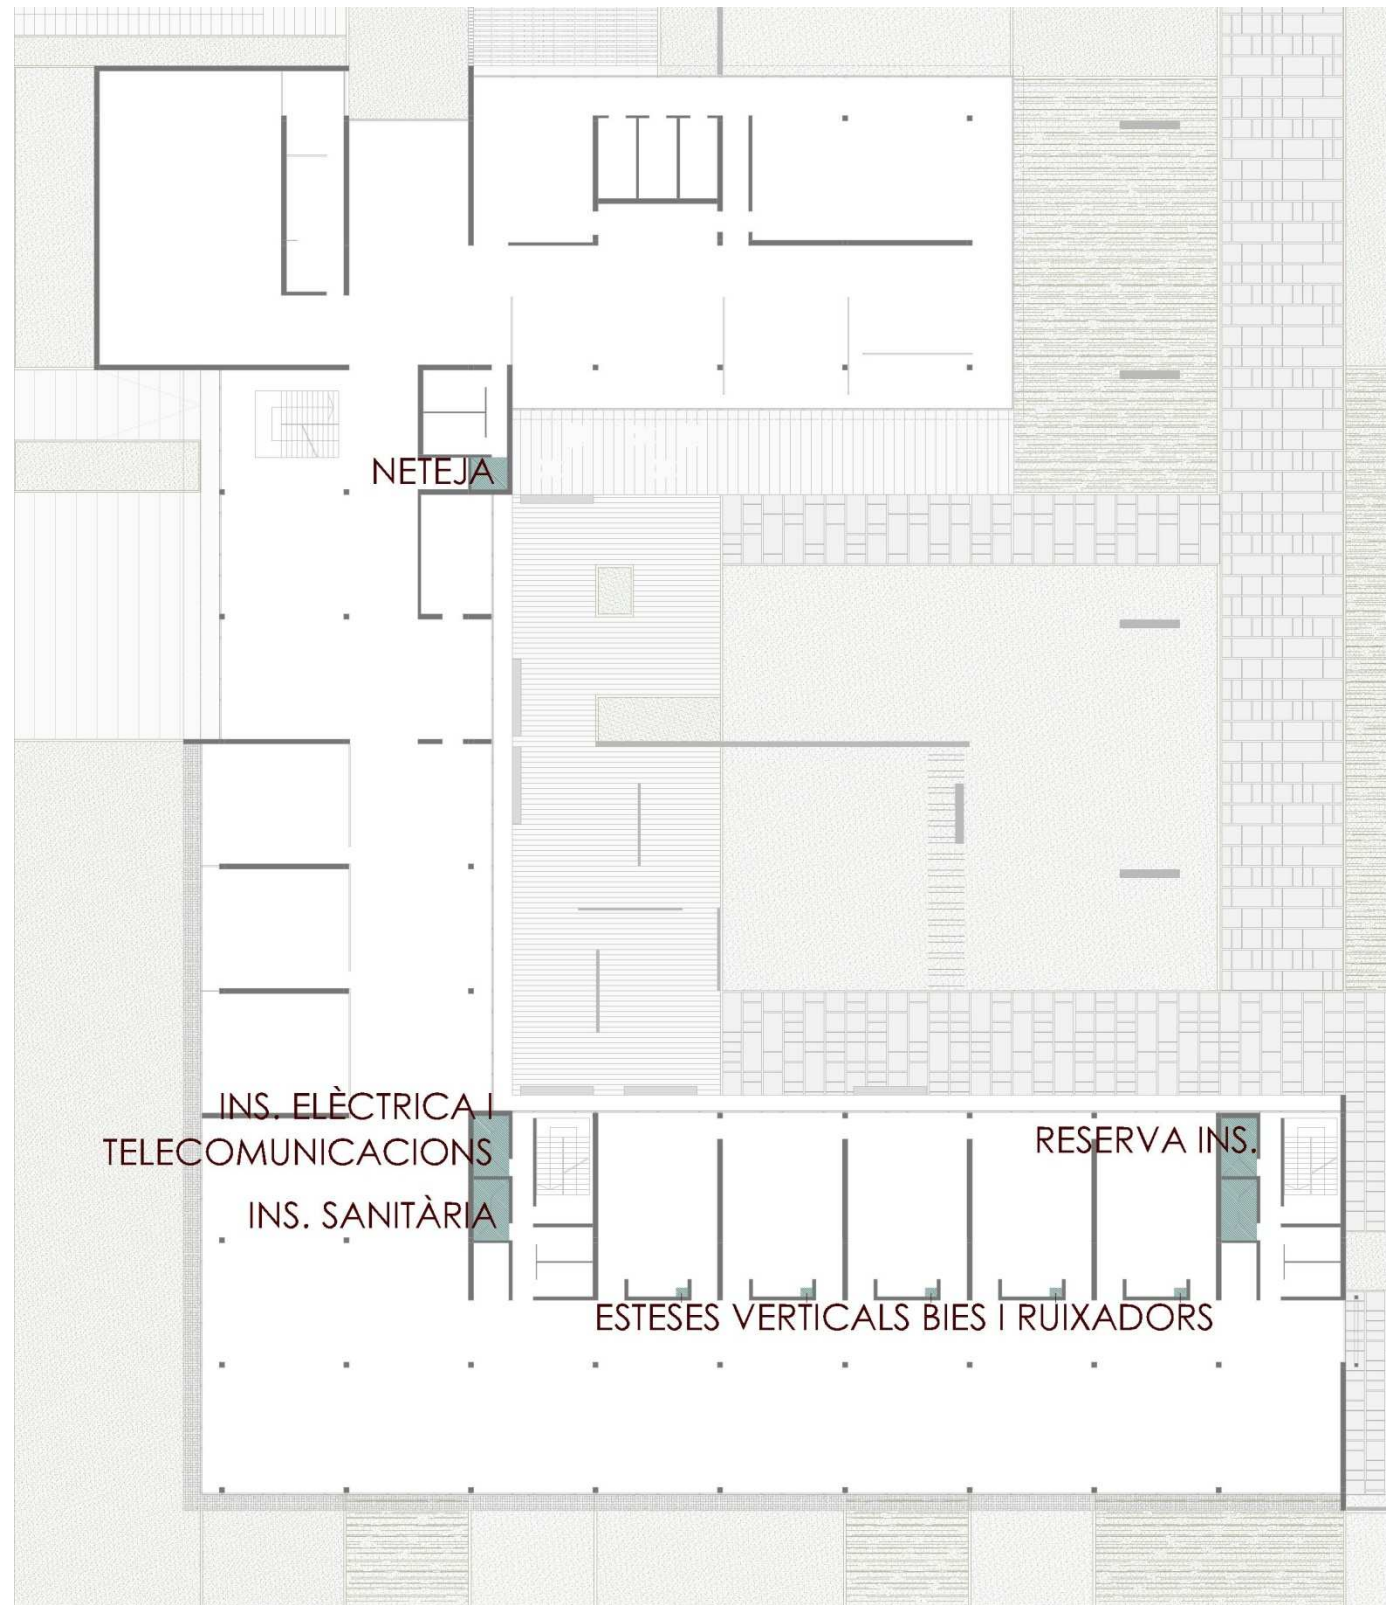 NETEJA
INS. ELÈCTRICA I
TELECOMUNICACIONS
INS. SANITÀRIA
RESERVA INS.
ESTESES VERTICALS BIES I RUIXADORS